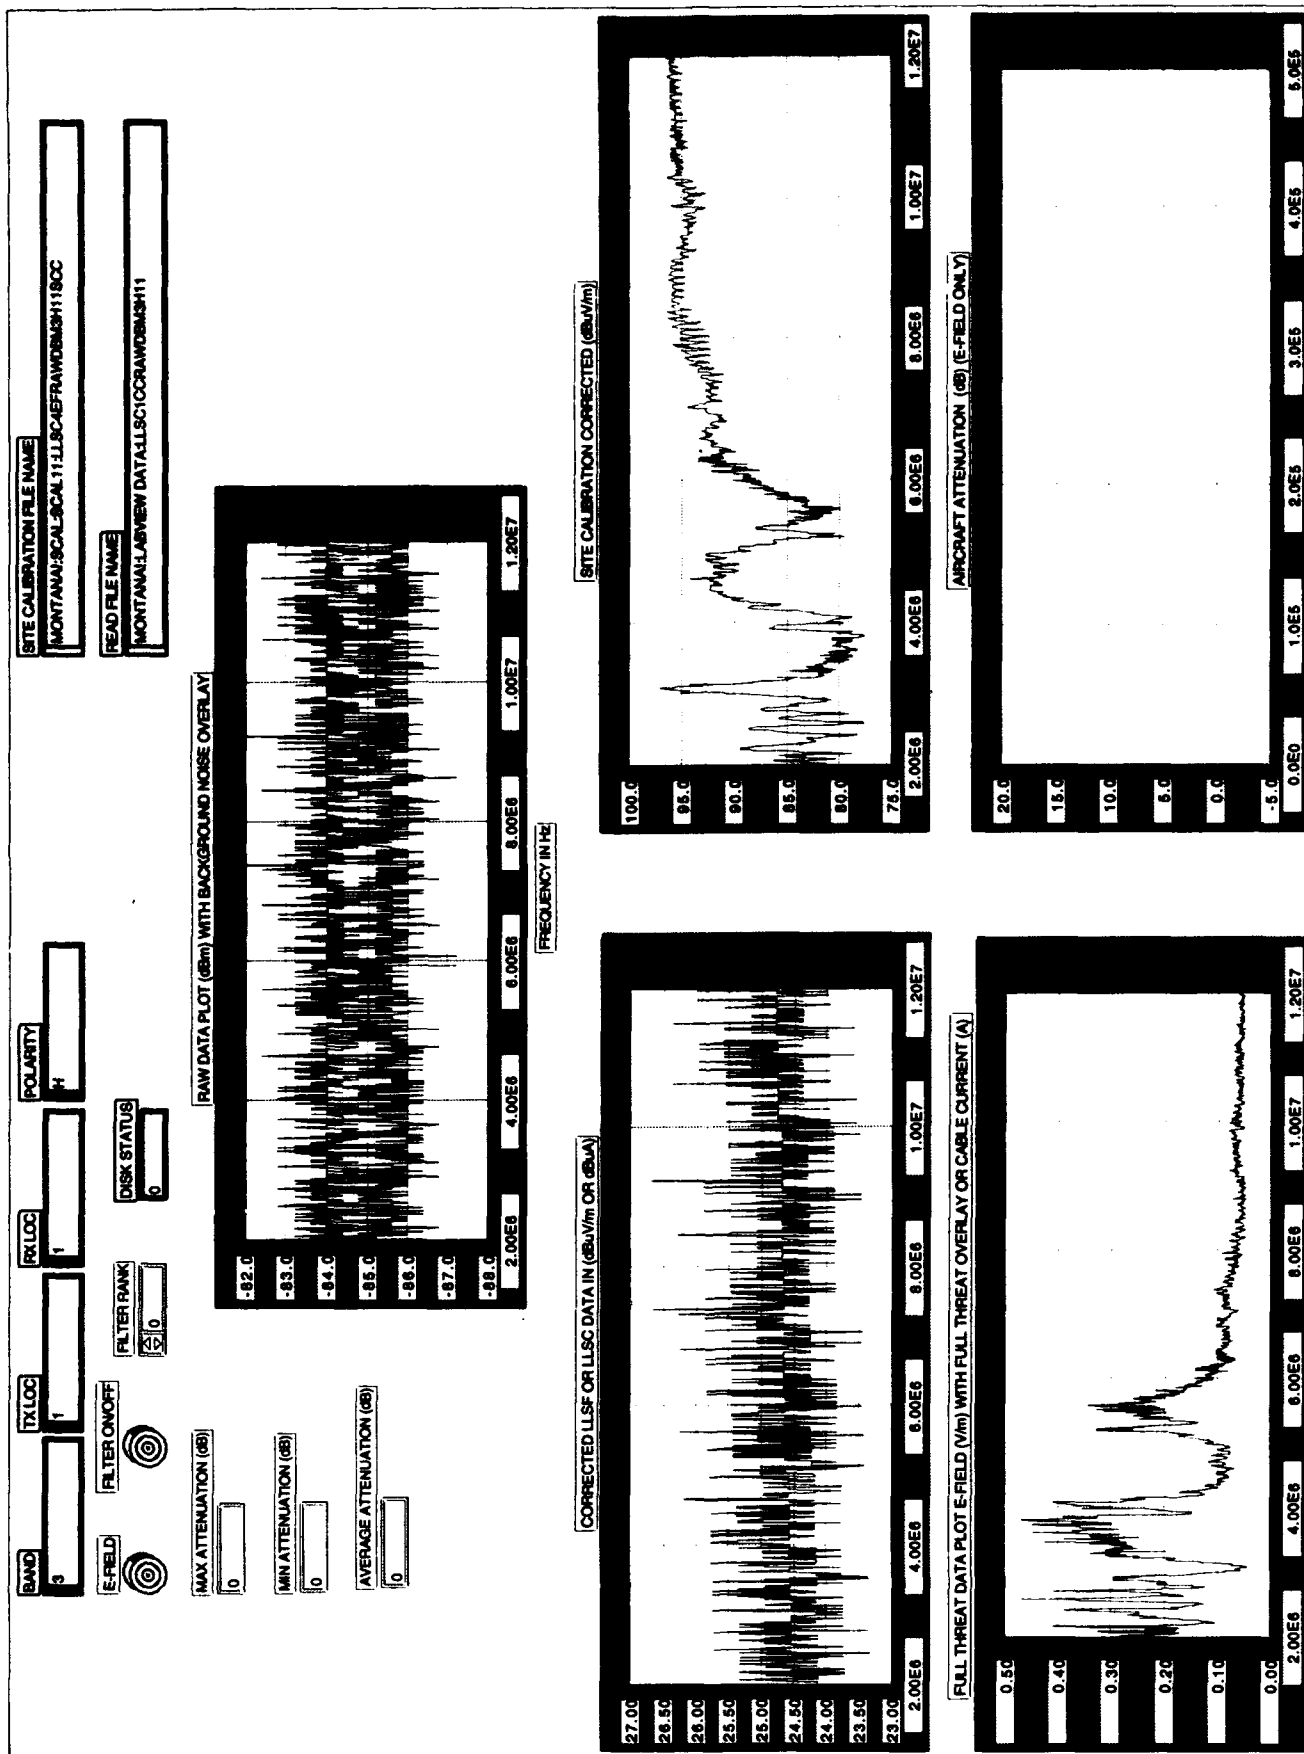 BAND
3
TX LOC
1
RX LOC
1
POLARITY
H
SITE CALIBRATION FILE NAME
MONTANAI:SCAL:SCAL11:LLSC4EFRAWDBM3H11SCC
E-FIELD
FILTER ON/OFF
FILTER RANK
0
DISK STATUS
0
READ FILE NAME
MONTANAI:LABVIEW DATA:LLSC1CCRAWDBM3H11
MAX ATTENUATION (dB)
0
MIN ATTENUATION (dB)
0
AVERAGE ATTENUATION (dB)
0
RAW DATA PLOT (dBm) WITH BACKGROUND NOISE OVERLAY
-82.0
-83.0
-84.0
-85.0
-86.0
-87.0
-88.0
2.00E6 4.00E6 6.00E6 8.00E6 1.00E7 1.20E7
FREQUENCY IN Hz
CORRECTED LLSF OR LLSC DATA IN (dBuV/m OR dBuA)
27.00
26.50
26.00
25.50
25.00
24.50
24.00
23.50
23.00
2.00E6 4.00E6 6.00E6 8.00E6 1.00E7 1.20E7
SITE CALIBRATION CORRECTED (dBuV/m)
100.0
95.0
90.0
85.0
80.0
75.0
2.00E6 4.00E6 6.00E6 8.00E6 1.00E7 1.20E7
FULL THREAT DATA PLOT E-FIELD (V/m) WITH FULL THREAT OVERLAY OR CABLE CURRENT (A)
0.50
0.40
0.30
0.20
0.10
0.00
2.00E6 4.00E6 6.00E6 8.00E6 1.00E7 1.20E7
AIRCRAFT ATTENUATION (dB) (E-FIELD ONLY)
20.0
15.0
10.0
5.0
0.0
-5.0
0.0E0 1.0E5 2.0E5 3.0E5 4.0E5 5.0E5